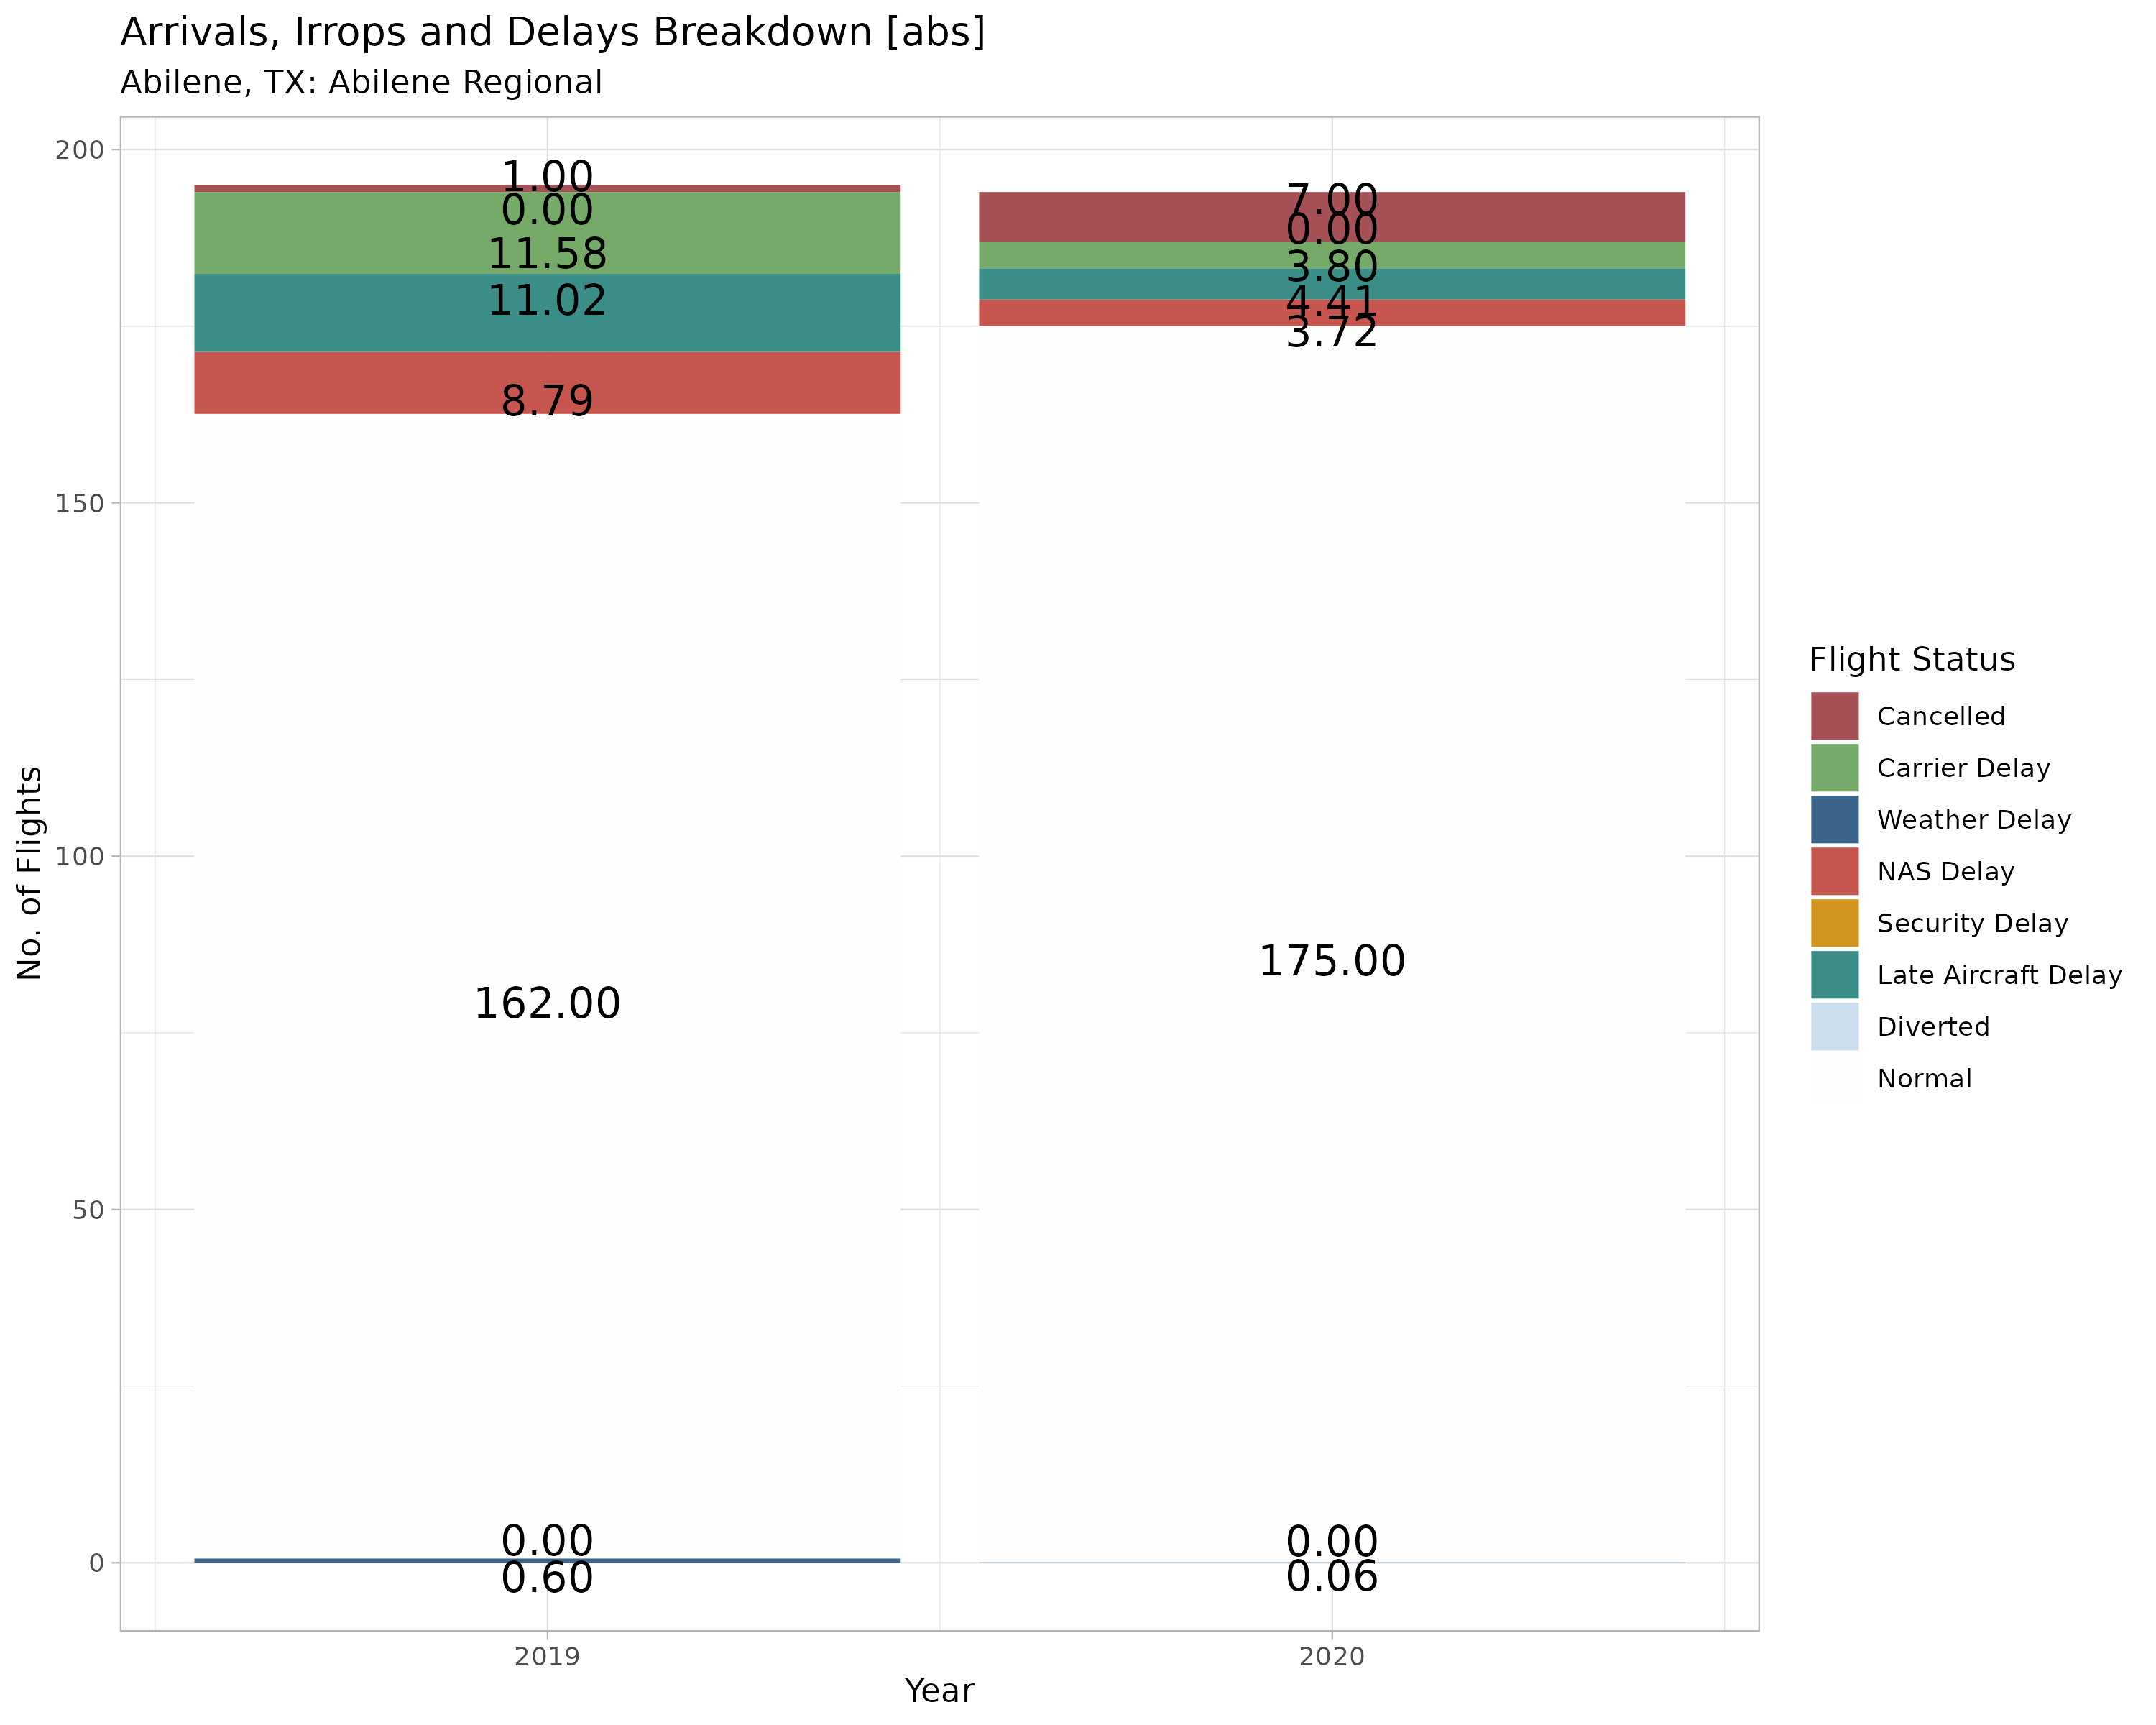 Arrivals, Irrops and Delays Breakdown [abs]
Abilene, TX: Abilene Regional
No. of Flights
200
150
100
50
0
1.00
0.00
11.58
11.02
8.79
162.00
0.00
0.60
7.00
0.00
3.80
4.41
3.72
175.00
0.00
0.06
2019
2020
Year
Flight Status
Cancelled
Carrier Delay
Weather Delay
NAS Delay
Security Delay
Late Aircraft Delay
Diverted
Normal